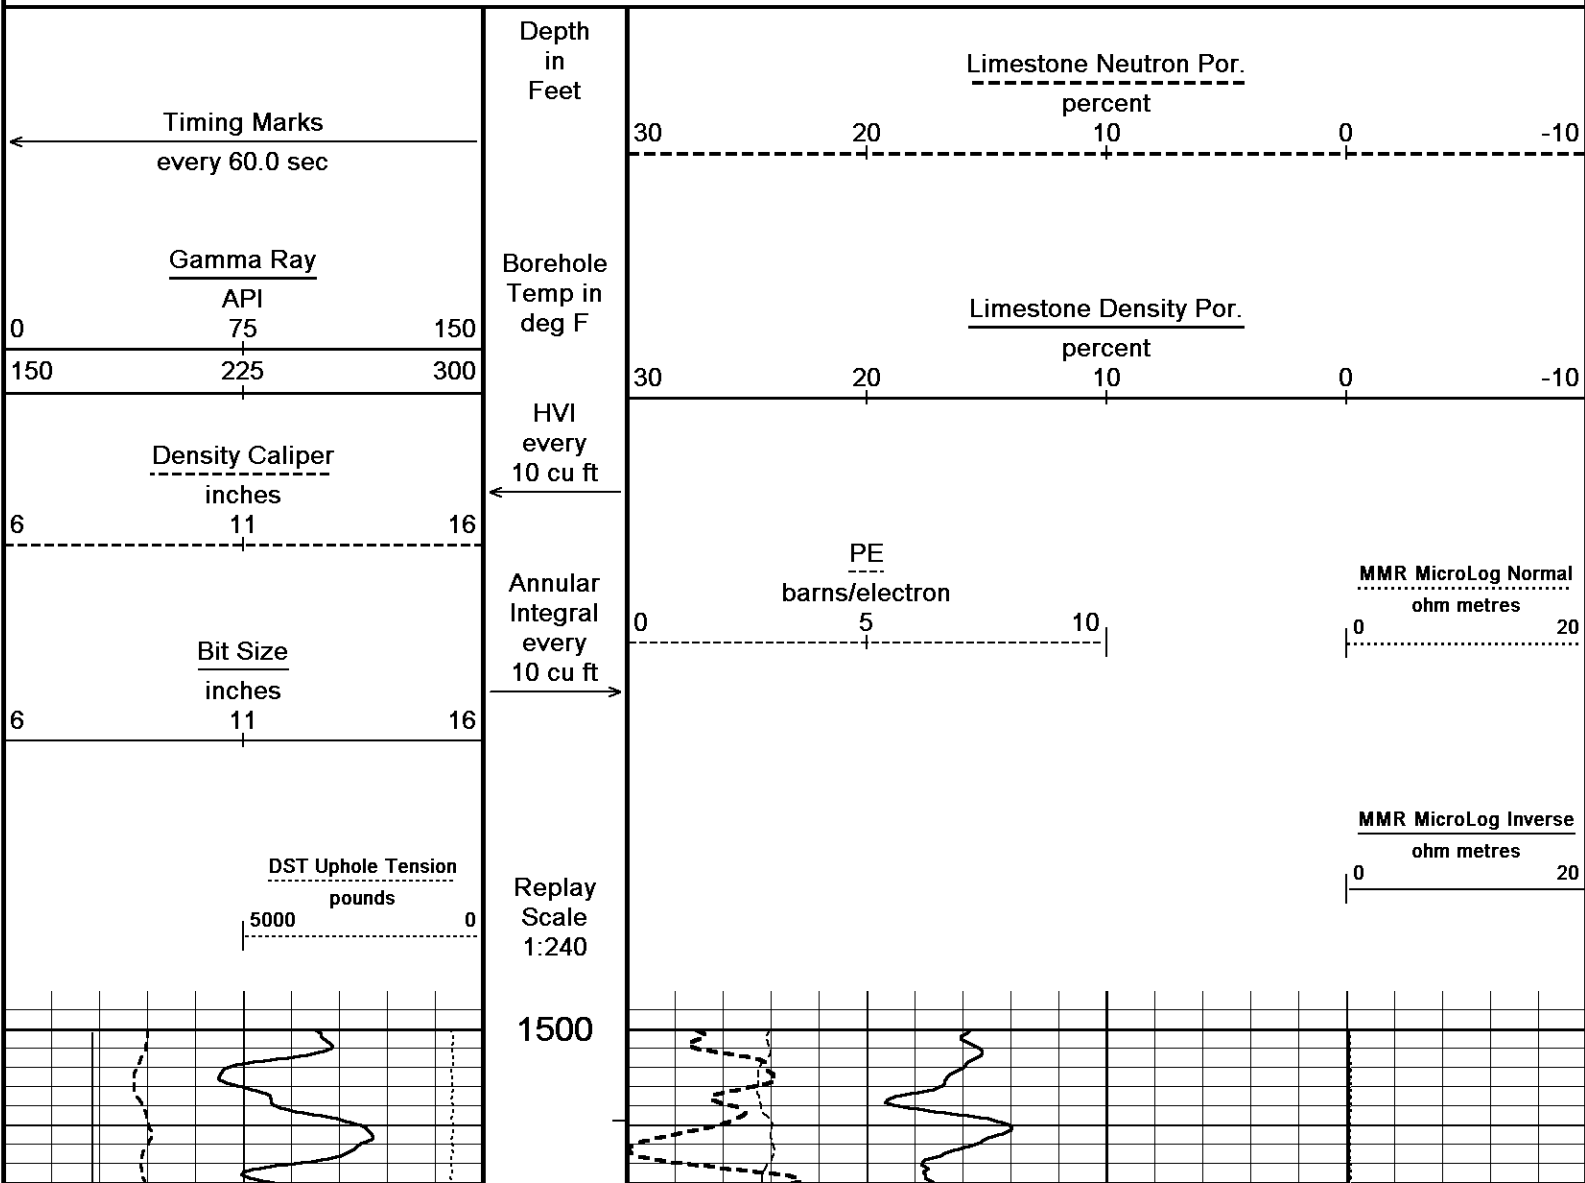 Timing Marks
every 60.0 sec
Gamma Ray
API
0 75 150
150 225 300
Density Caliper
inches
6 11 16
Bit Size
inches
6 11 16
DST Uphole Tension
pounds
5000 0
Depth
in
Feet
Borehole
Temp in
deg F
HVI
every
10 cu ft
Annular
Integral
every
10 cu ft
Replay
Scale
1:240
1500
Limestone Neutron Por.
percent
30 20 10 0 -10
Limestone Density Por.
percent
30 20 10 0 -10
PE
barns/electron
0 5 10
MMR MicroLog Normal
ohm metres
0 20
MMR MicroLog Inverse
ohm metres
0 20